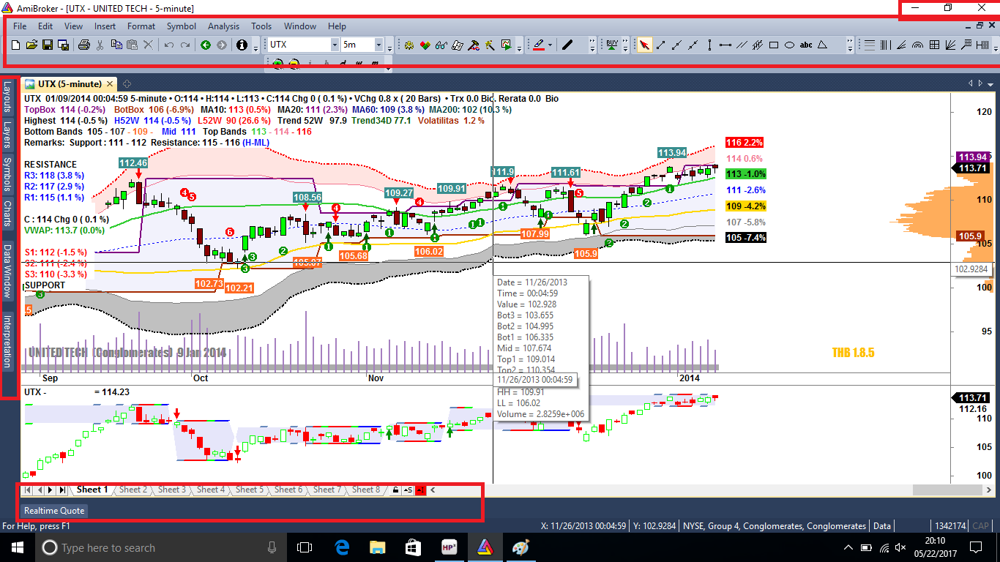 AmiBroker - [UTX - UNITED TECH - 5-minute]
File Edit View Insert Format Symbol Analysis Tools Window Help
UTX 5m BUY abc
Layouts
Layers
Symbols
Charts
Data Window
Interpretation
UTX (5-minute)
UTX 01/09/2014 00:04:59 5-minute • O:114 • H:114 • L:113 • C:114 Chg 0 ( 0.1 %) • VChg 0.8 x ( 20 Bars) • Trx 0.0 Bio. Rerata 0.0 Bio
TopBox 114 (-0.2%) BotBox 106 (-6.9%) MA10: 113 (0.5%) MA20: 111 (2.3%) MA60: 109 (3.8 %) MA200: 102 (10.3 %)
Highest 114 (-0.5 %) H52W 114 (-0.5 %) L52W 90 (26.6 %) Trend 52W 97.9 Trend34D 77.1 Volatilitas 1.2 %
Bottom Bands 105 - 107 - 109 - Mid 111 Top Bands 113 - 114 - 116
Remarks: Support : 111 - 112 Resistance: 115 - 116 (H-ML)
RESISTANCE
R3: 118 (3.8 %)
R2: 117 (2.9 %)
R1: 115 (1.1 %)
C : 114 Chg 0 ( 0.1 %)
VWAP: 113.7 (0.0%)
S1: 112 (-1.5 %)
S2: 111 (-2.4 %)
S3: 110 (-3.3 %)
SUPPORT
112.46
108.56
109.27
109.91
111.9
111.61
113.94
102.73
102.21
105.07
105.68
106.02
107.99
105.9
116 2.2%
114 0.6%
113 -1.0%
111 -2.6%
109 -4.2%
107 -5.8%
105 -7.4%
120
113.94
113.71
110
105.9
105
102.9284
100
95
Date = 11/26/2013
Time = 00:04:59
Value = 102.928
Bot3 = 103.655
Bot2 = 104.995
Bot1 = 106.335
Mid = 107.674
Top1 = 109.014
Top2 = 110.354
11/26/2013 00:04:59
HH = 109.91
LL = 106.02
Volume = 2.8259e+006
UNITED TECH (Conglomerates) 9 Jan 2014
THB 1.8.5
Sep Oct Nov 2014
UTX - = 114.23
113.71
112.16
110
105
100
Sheet 1 Sheet 2 Sheet 3 Sheet 4 Sheet 5 Sheet 6 Sheet 7 Sheet 8
Realtime Quote
For Help, press F1 X: 11/26/2013 00:04:59 Y: 102.9284 NYSE, Group 4, Conglomerates, Conglomerates Data 1342174 CAP
Type here to search
20:10
05/22/2017